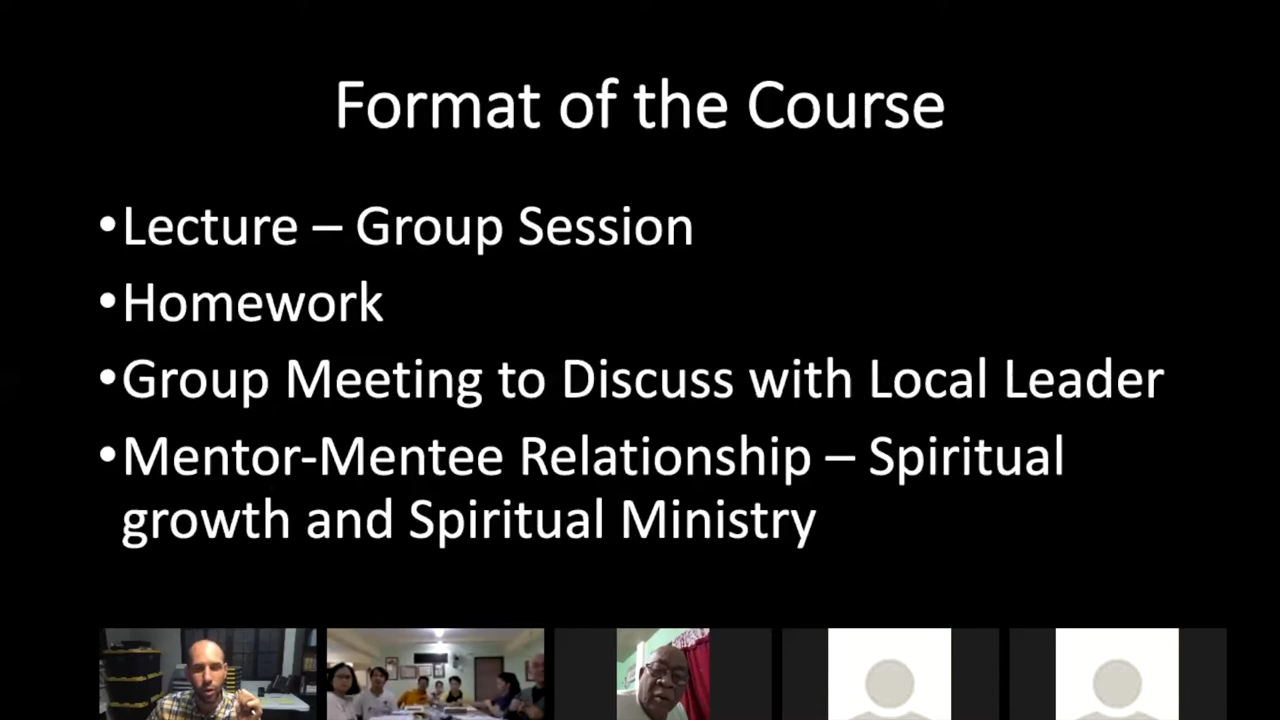 Format of the Course
•Lecture – Group Session
•Homework
•Group Meeting to Discuss with Local Leader
•Mentor-Mentee Relationship – Spiritual
growth and Spiritual Ministry